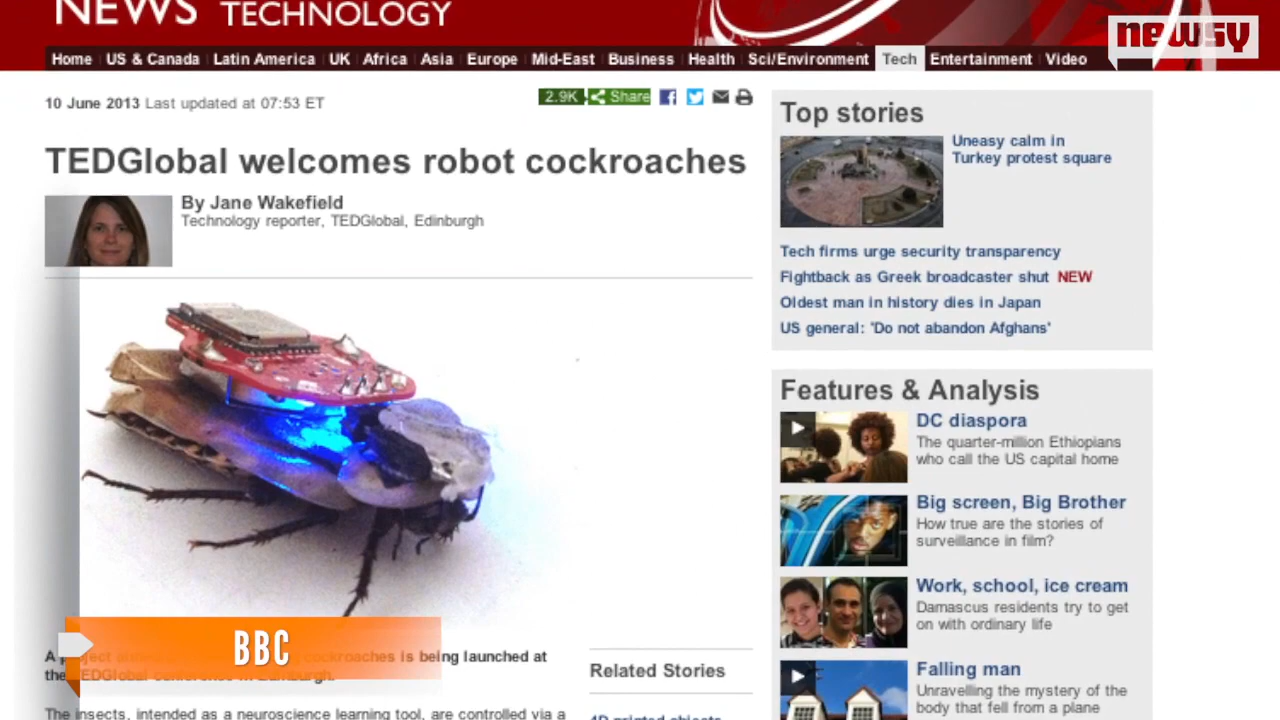 NEWS TECHNOLOGY
newsy
Home US & Canada Latin America UK Africa Asia Europe Mid-East Business Health Sci/Environment Tech Entertainment Video
10 June 2013 Last updated at 07:53 ET
2.9K Share
TEDGlobal welcomes robot cockroaches
By Jane Wakefield
Technology reporter, TEDGlobal, Edinburgh
BBC
A cockroaches is being launched at
the TEDGlobal conference in Edinburgh.
The insects, intended as a neuroscience learning tool, are controlled via a
Related Stories
4D printed objects
Top stories
Uneasy calm in
Turkey protest square
Tech firms urge security transparency
Fightback as Greek broadcaster shut NEW
Oldest man in history dies in Japan
US general: 'Do not abandon Afghans'
Features & Analysis
DC diaspora
The quarter-million Ethiopians
who call the US capital home
Big screen, Big Brother
How true are the stories of
surveillance in film?
Work, school, ice cream
Damascus residents try to get
on with ordinary life
Falling man
Unravelling the mystery of the
body that fell from a plane